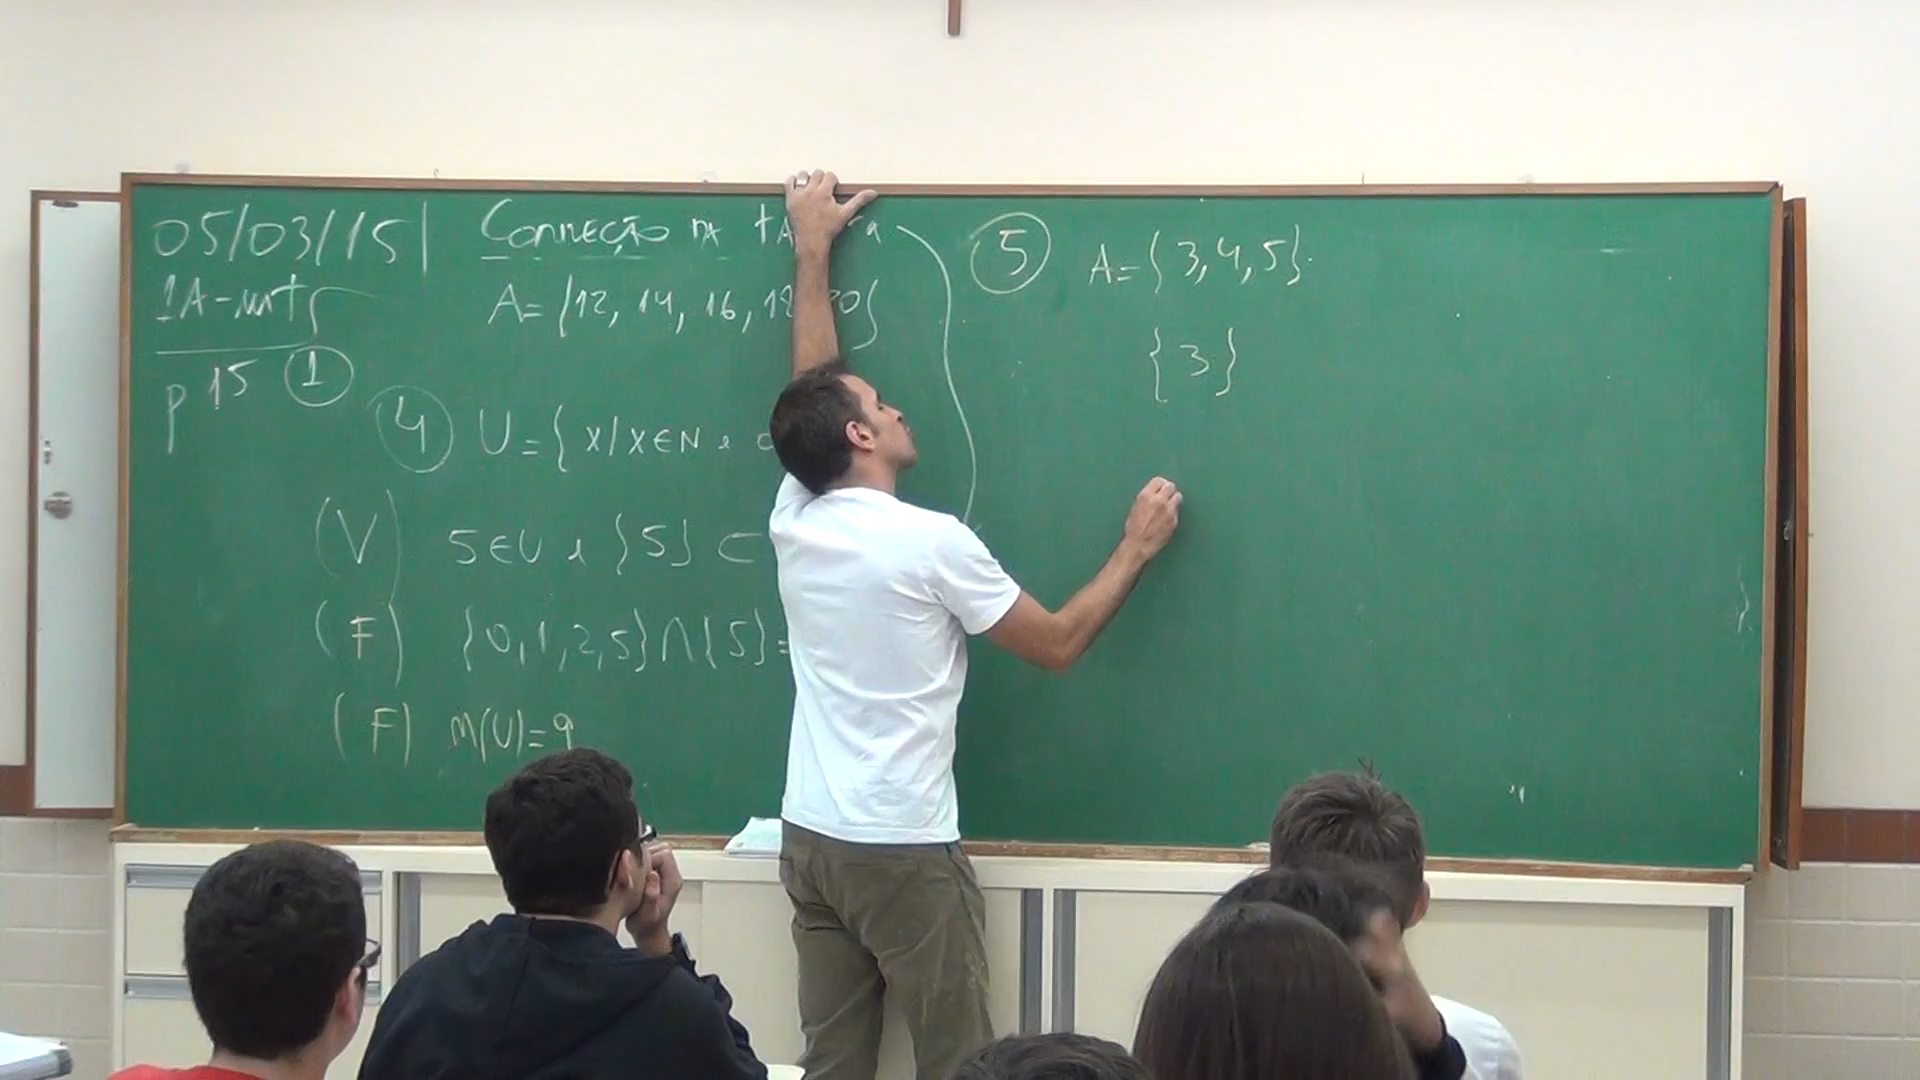 05/03/15
Correção da
1A-mat
A={12, 14, 16, 18, 20}
p 15 1
4 U={x/x∈N e
(V) 5∈U e {5} ⊂
(F) {0,1,2,5}∩{5}=
(F) n(U)=9
5 A={3,4,5}.
{3}